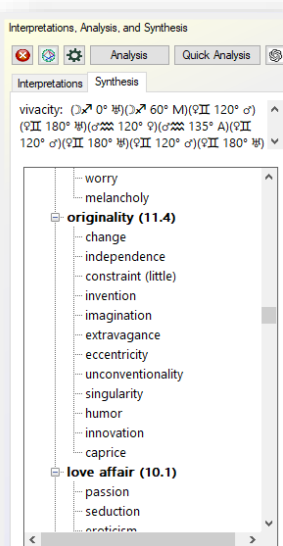 Interpretations, Analysis, and Synthesis
Analysis Quick Analysis
Interpretations Synthesis
vivacity: (☽♐ 0° ♅)(☽♐ 60° M)(♀♊ 120° ♂)
(♀♊ 180° ♅)(♂♒ 120° ♀)(♂♒ 135° A)(♀♊
120° ♂)(♀♊ 180° ♅)(♀♊ 120° ♂)(♀♊ 180° ♅)
worry
melancholy
originality (11.4)
change
independence
constraint (little)
invention
imagination
extravagance
eccentricity
unconventionality
singularity
humor
innovation
caprice
love affair (10.1)
passion
seduction
eroticism